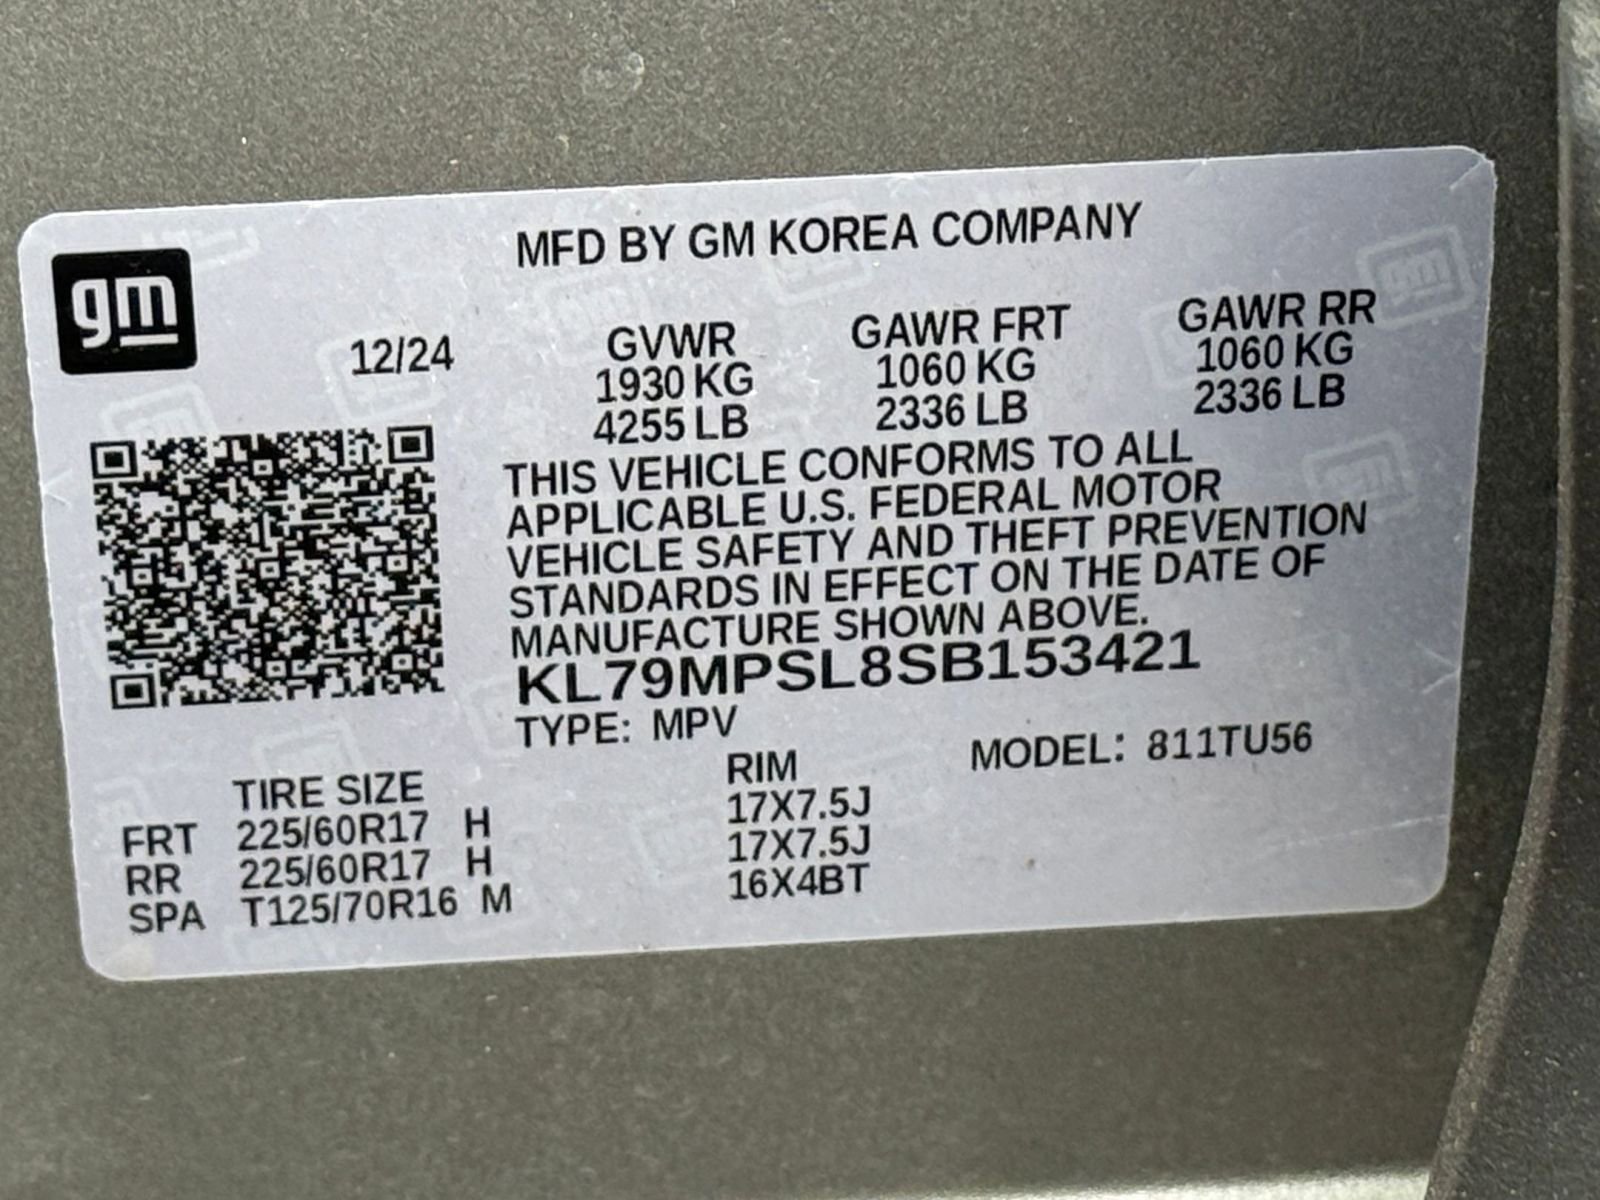 gm
MFD BY GM KOREA COMPANY
12/24 GVWR GAWR FRT GAWR RR
1930 KG 1060 KG 1060 KG
4255 LB 2336 LB 2336 LB
THIS VEHICLE CONFORMS TO ALL
APPLICABLE U.S. FEDERAL MOTOR
VEHICLE SAFETY AND THEFT PREVENTION
STANDARDS IN EFFECT ON THE DATE OF
MANUFACTURE SHOWN ABOVE.
KL79MPSL8SB153421
TYPE: MPV MODEL: 811TU56
TIRE SIZE RIM
FRT 225/60R17 H 17X7.5J
RR 225/60R17 H 17X7.5J
SPA T125/70R16 M 16X4BT